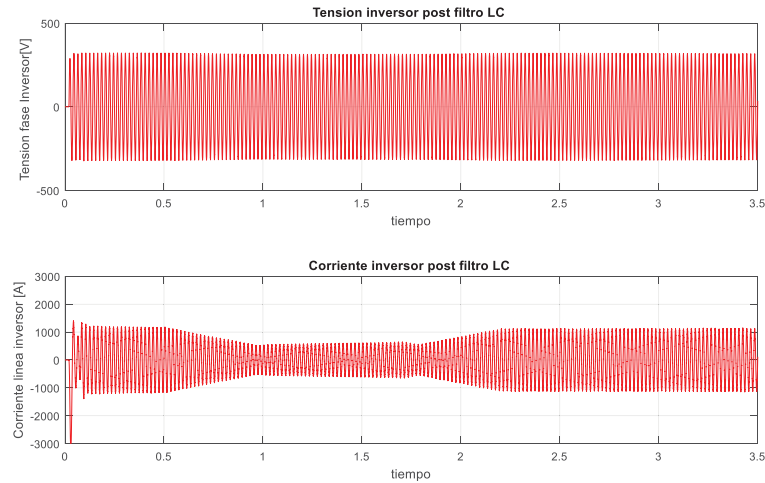 Tension inversor post filtro LC
Tension fase Inversor[V]
500
0
-500
0 0.5 1 1.5 2 2.5 3 3.5
tiempo
Corriente inversor post filtro LC
Corriente linea inversor [A]
3000
2000
1000
0
-1000
-2000
-3000
0 0.5 1 1.5 2 2.5 3 3.5
tiempo